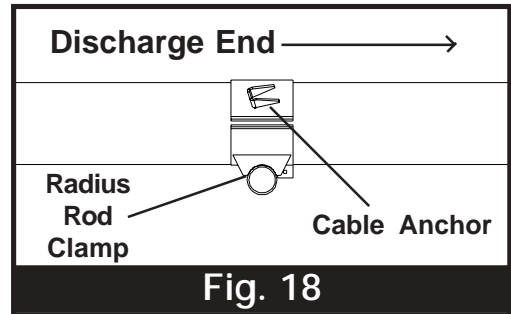 Discharge End
Radius
Rod
Clamp
Cable Anchor
Fig. 18